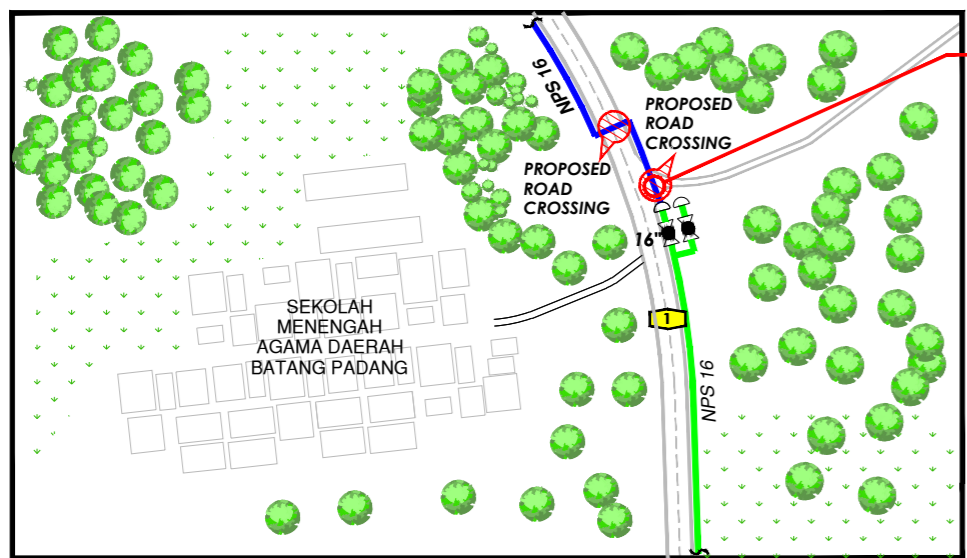 NPS 16
PROPOSED
ROAD
CROSSING
PROPOSED
ROAD
CROSSING
16"
SEKOLAH
MENENGAH
AGAMA DAERAH
BATANG PADANG
1
NPS 16